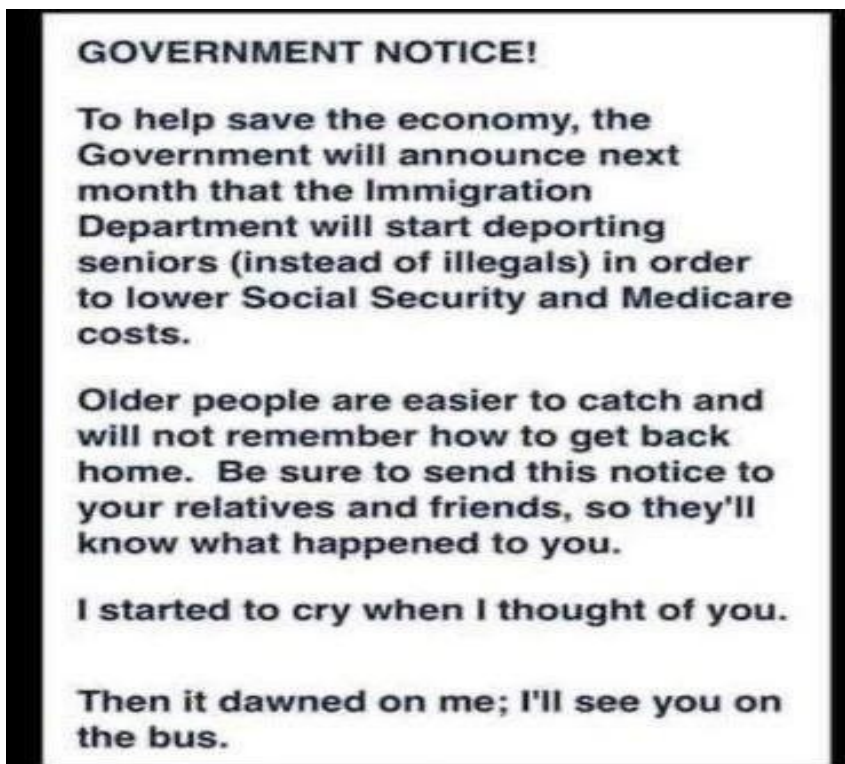 GOVERNMENT NOTICE!
To help save the economy, the
Government will announce next
month that the Immigration
Department will start deporting
seniors (instead of illegals) in order
to lower Social Security and Medicare
costs.
Older people are easier to catch and
will not remember how to get back
home.  Be sure to send this notice to
your relatives and friends, so they'll
know what happened to you.
I started to cry when I thought of you.
Then it dawned on me; I'll see you on
the bus.